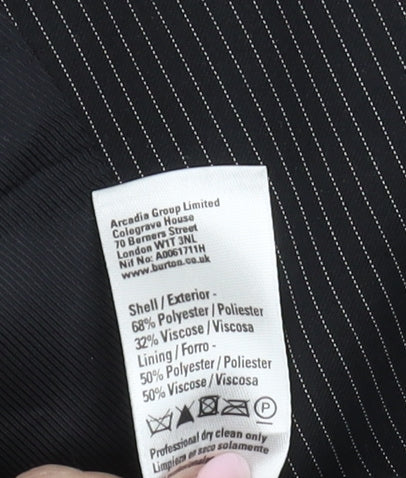 Arcadia Group Limited
Colegrave House
70 Berners Street
London W1T 3NL
Nif No: A0061711H
www.burton.co.uk
Shell / Exterior -
68% Polyester / Poliester
32% Viscose / Viscosa
Lining / Forro -
50% Polyester / Poliester
50% Viscose / Viscosa
P
Professional dry clean only
Limpieza en seco solamente